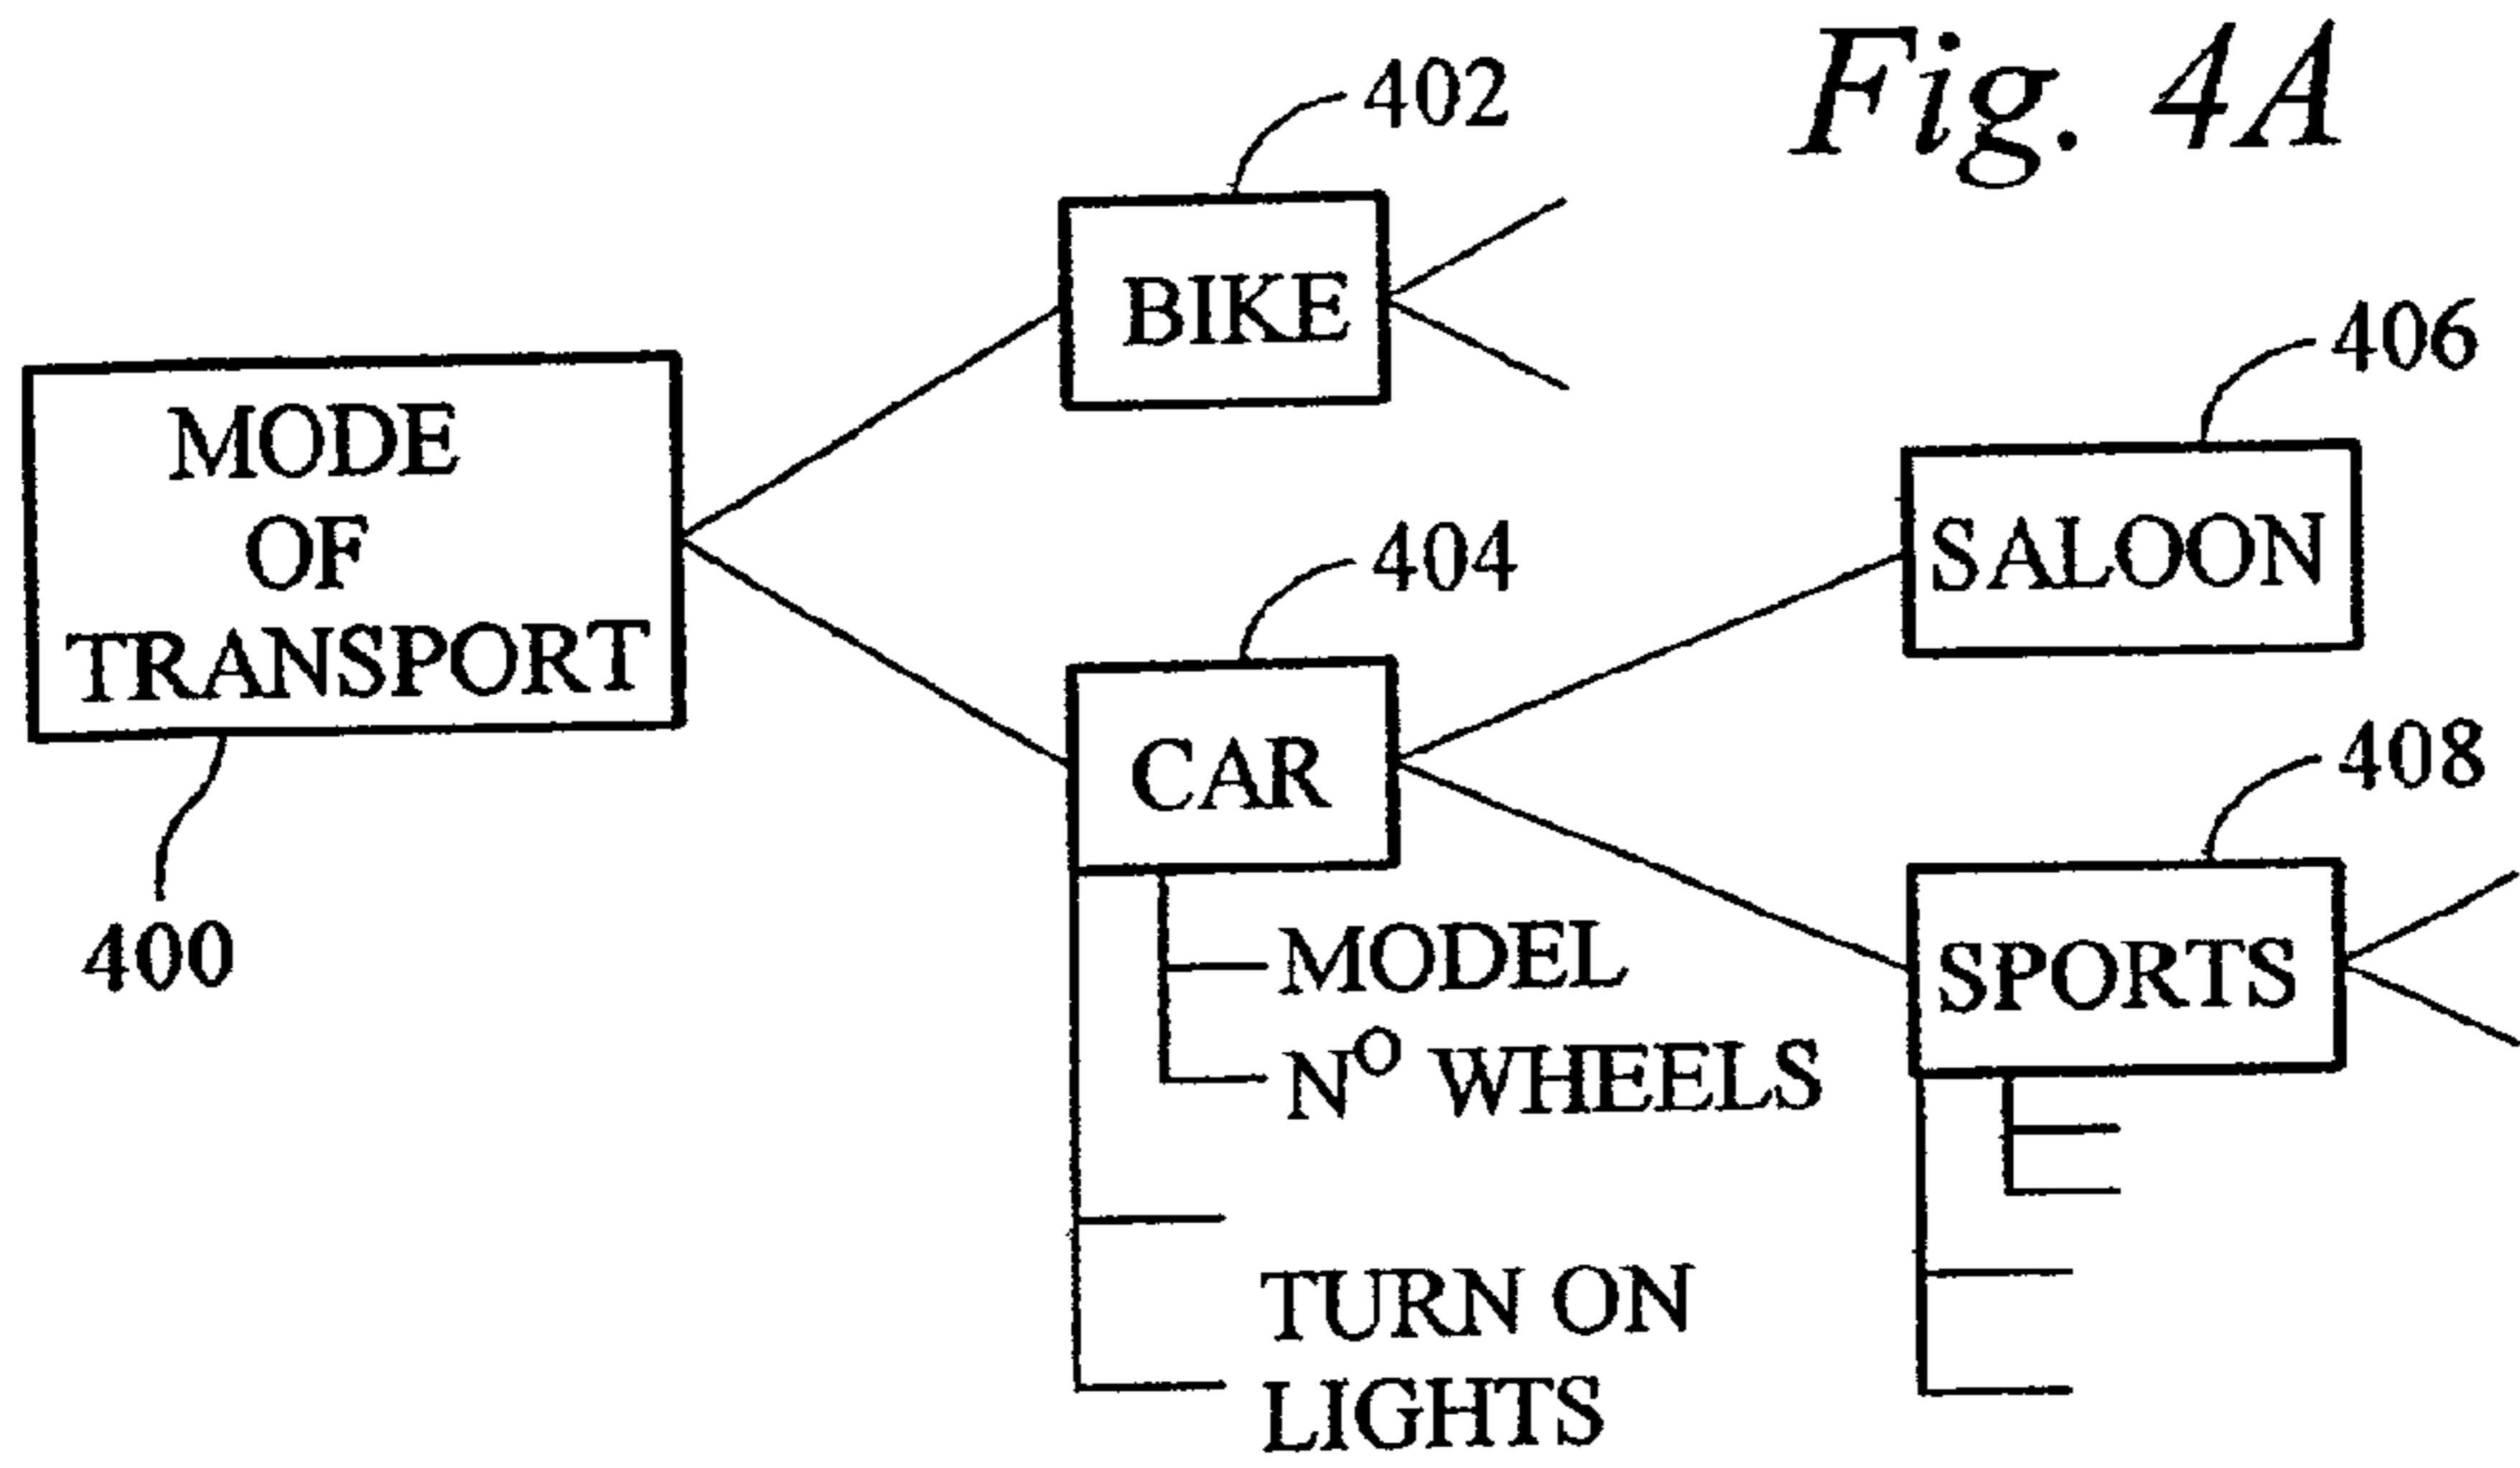 Fig. 4A
402
BIKE
406
MODE
OF
TRANSPORT
SALOON
404
CAR
408
400
MODEL
Nº WHEELS
SPORTS
TURN ON
LIGHTS